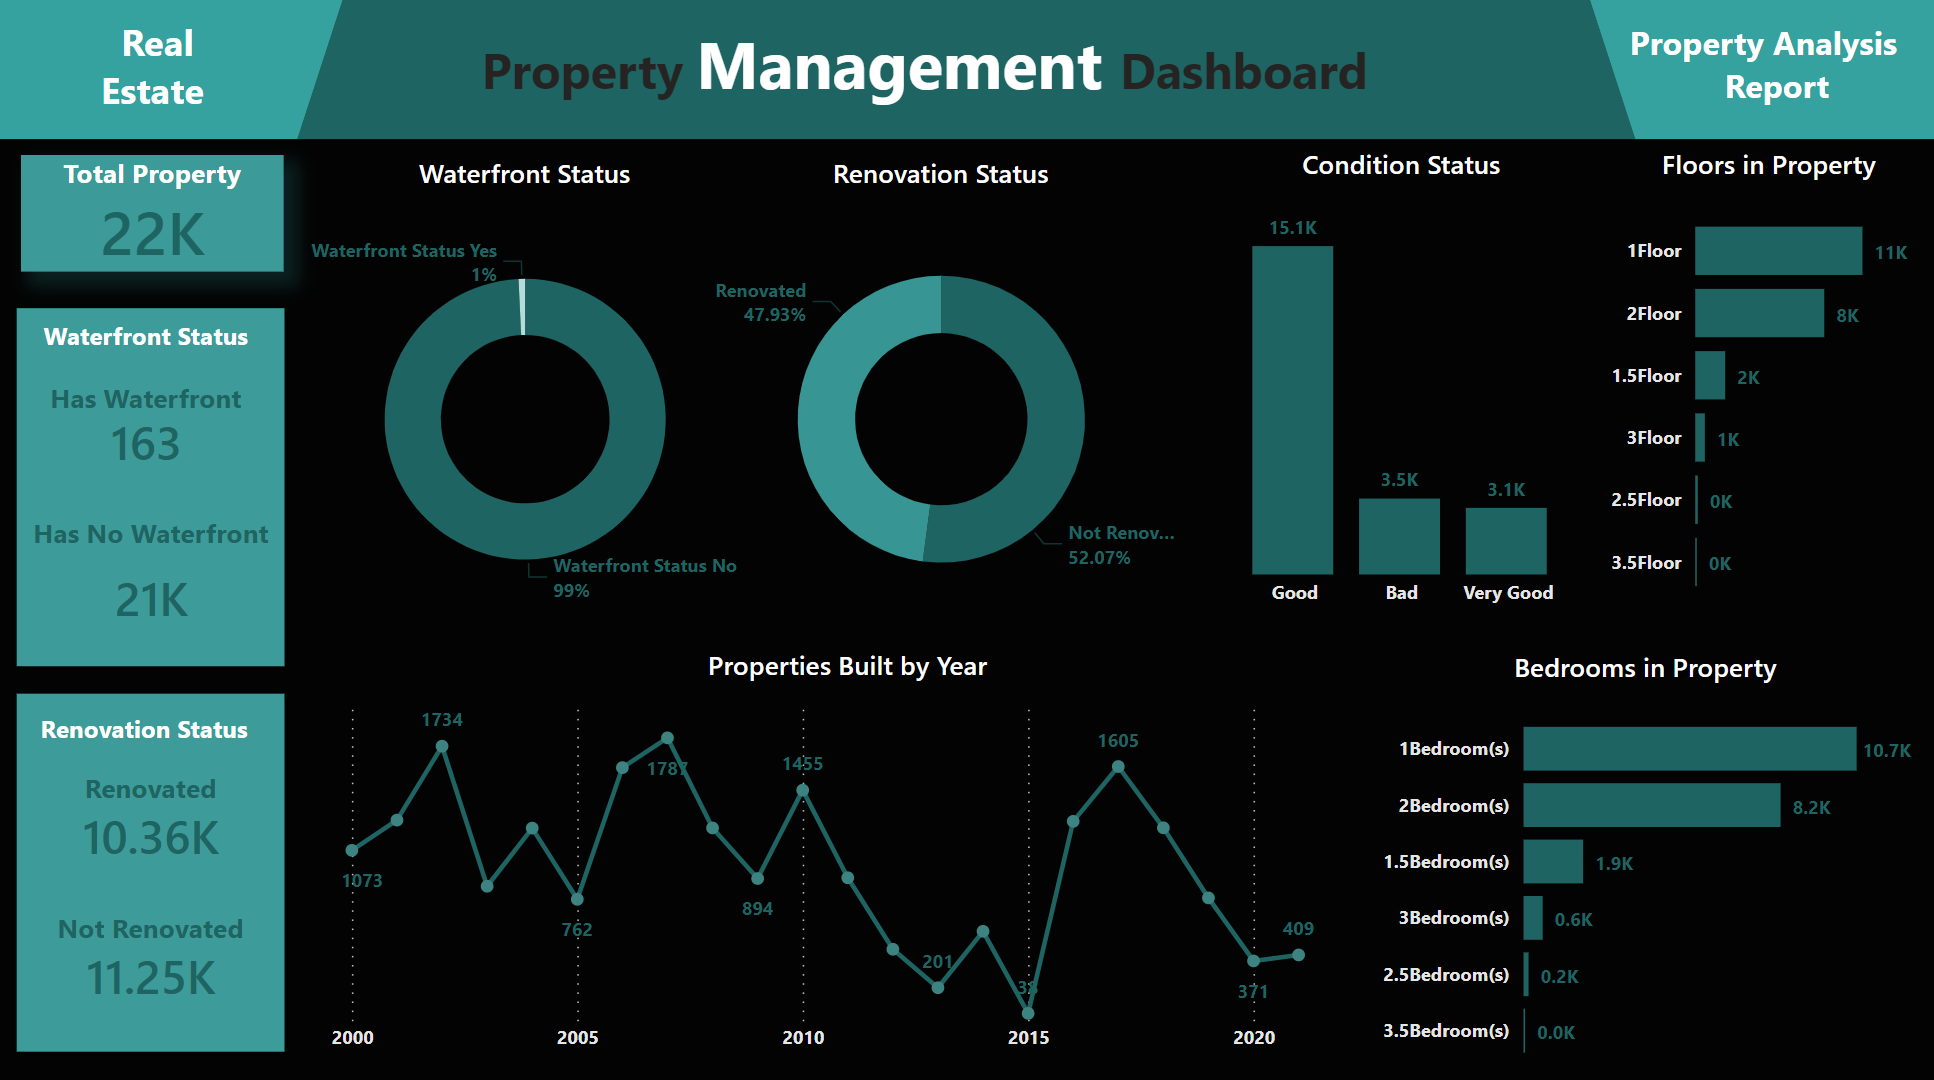 Real
Estate
Property Management Dashboard
Property Analysis
Report
Total Property
22K
Waterfront Status
Has Waterfront
163
Has No Waterfront
21K
Renovation Status
Renovated
10.36K
Not Renovated
11.25K
Waterfront Status
Waterfront Status Yes
1%
Waterfront Status No
99%
Renovation Status
Renovated
47.93%
Not Renov...
52.07%
Condition Status
15.1K
3.5K
3.1K
Good Bad Very Good
Floors in Property
1Floor 11K
2Floor 8K
1.5Floor 2K
3Floor 1K
2.5Floor 0K
3.5Floor 0K
Properties Built by Year
1073
1734
762
1787
894
1455
201
38
1605
371
409
2000 2005 2010 2015 2020
Bedrooms in Property
1Bedroom(s) 10.7K
2Bedroom(s) 8.2K
1.5Bedroom(s) 1.9K
3Bedroom(s) 0.6K
2.5Bedroom(s) 0.2K
3.5Bedroom(s) 0.0K